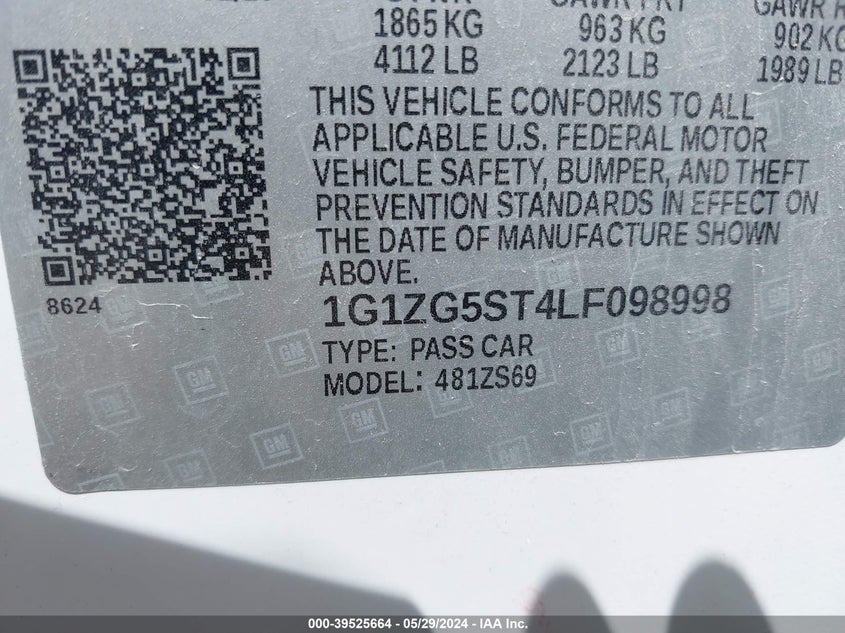 1865 KG 963 KG 902 KG
4112 LB 2123 LB 1989 LB
THIS VEHICLE CONFORMS TO ALL
APPLICABLE U.S. FEDERAL MOTOR
VEHICLE SAFETY, BUMPER, AND THEFT
PREVENTION STANDARDS IN EFFECT ON
THE DATE OF MANUFACTURE SHOWN
ABOVE.
8624
1G1ZG5ST4LF098998
TYPE: PASS CAR
MODEL: 481ZS69
GM
000-39525664 - 05/29/2024 - IAA Inc.